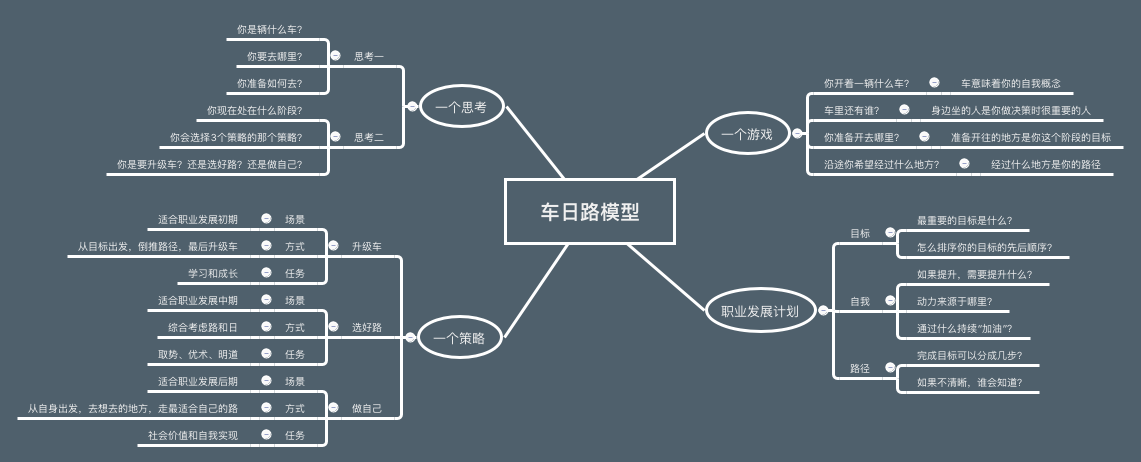 车日路模型
一个思考
思考一
你是辆什么车？
你要去哪里？
你准备如何去？
思考二
你现在处在什么阶段？
你会选择3个策略的那个策略？
你是要升级车？还是选好路？还是做自己？
一个策略
升级车
场景
适合职业发展初期
方式
从目标出发，倒推路径，最后升级车
任务
学习和成长
选好路
场景
适合职业发展中期
方式
综合考虑路和日
任务
取势、优术、明道
做自己
场景
适合职业发展后期
方式
从自身出发，去想去的地方，走最适合自己的路
任务
社会价值和自我实现
一个游戏
你开着一辆什么车？
车意味着你的自我概念
车里还有谁？
身边坐的人是你做决策时很重要的人
你准备开去哪里？
准备开往的地方是你这个阶段的目标
沿途你希望经过什么地方？
经过什么地方是你的路径
职业发展计划
目标
最重要的目标是什么？
怎么排序你的目标的先后顺序？
自我
如果提升，需要提升什么？
动力来源于哪里？
通过什么持续“加油”？
路径
完成目标可以分成几步？
如果不清晰，谁会知道？